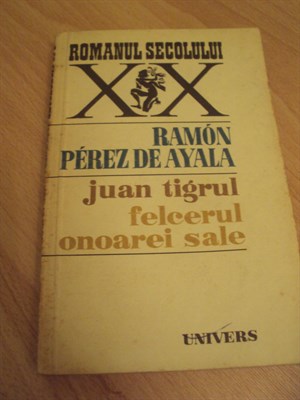 ROMANUL SECOLULUI
XX
RAMÓN
PÉREZ DE AYALA
juan tigrul
felcerul
onoarei sale
UNIVERS